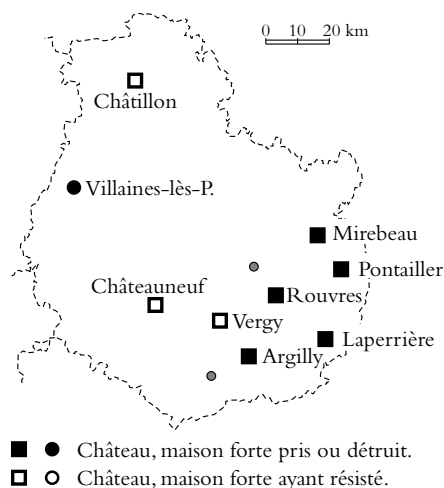 0 10 20 km
Châtillon
Villaines-lès-P.
Mirebeau
Pontailler
Châteauneuf
Rouvres
Vergy
Laperrière
Argilly
Château, maison forte pris ou détruit.
Château, maison forte ayant résisté.